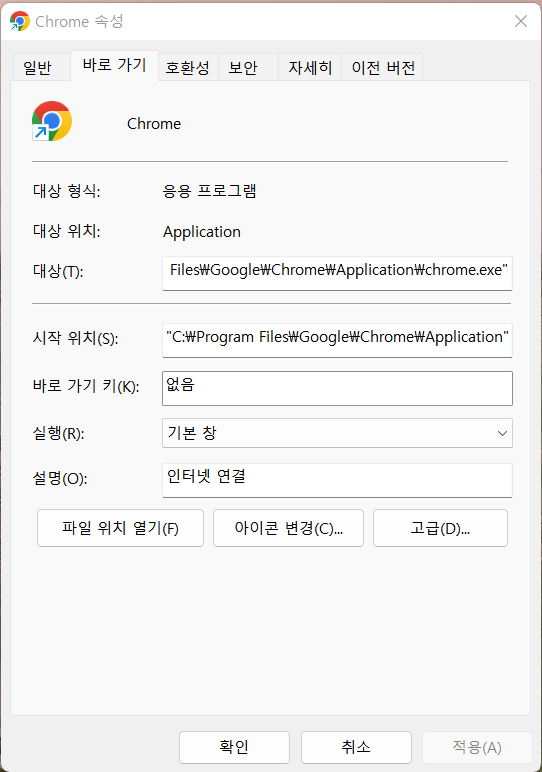 Chrome 속성
일반 바로 가기 호환성 보안 자세히 이전 버전
Chrome
대상 형식: 응용 프로그램
대상 위치: Application
대상(T): Files₩Google₩Chrome₩Application₩chrome.exe"
시작 위치(S): "C:₩Program Files₩Google₩Chrome₩Application"
바로 가기 키(K): 없음
실행(R): 기본 창
설명(O): 인터넷 연결
파일 위치 열기(F) 아이콘 변경(C)... 고급(D)...
확인 취소 적용(A)